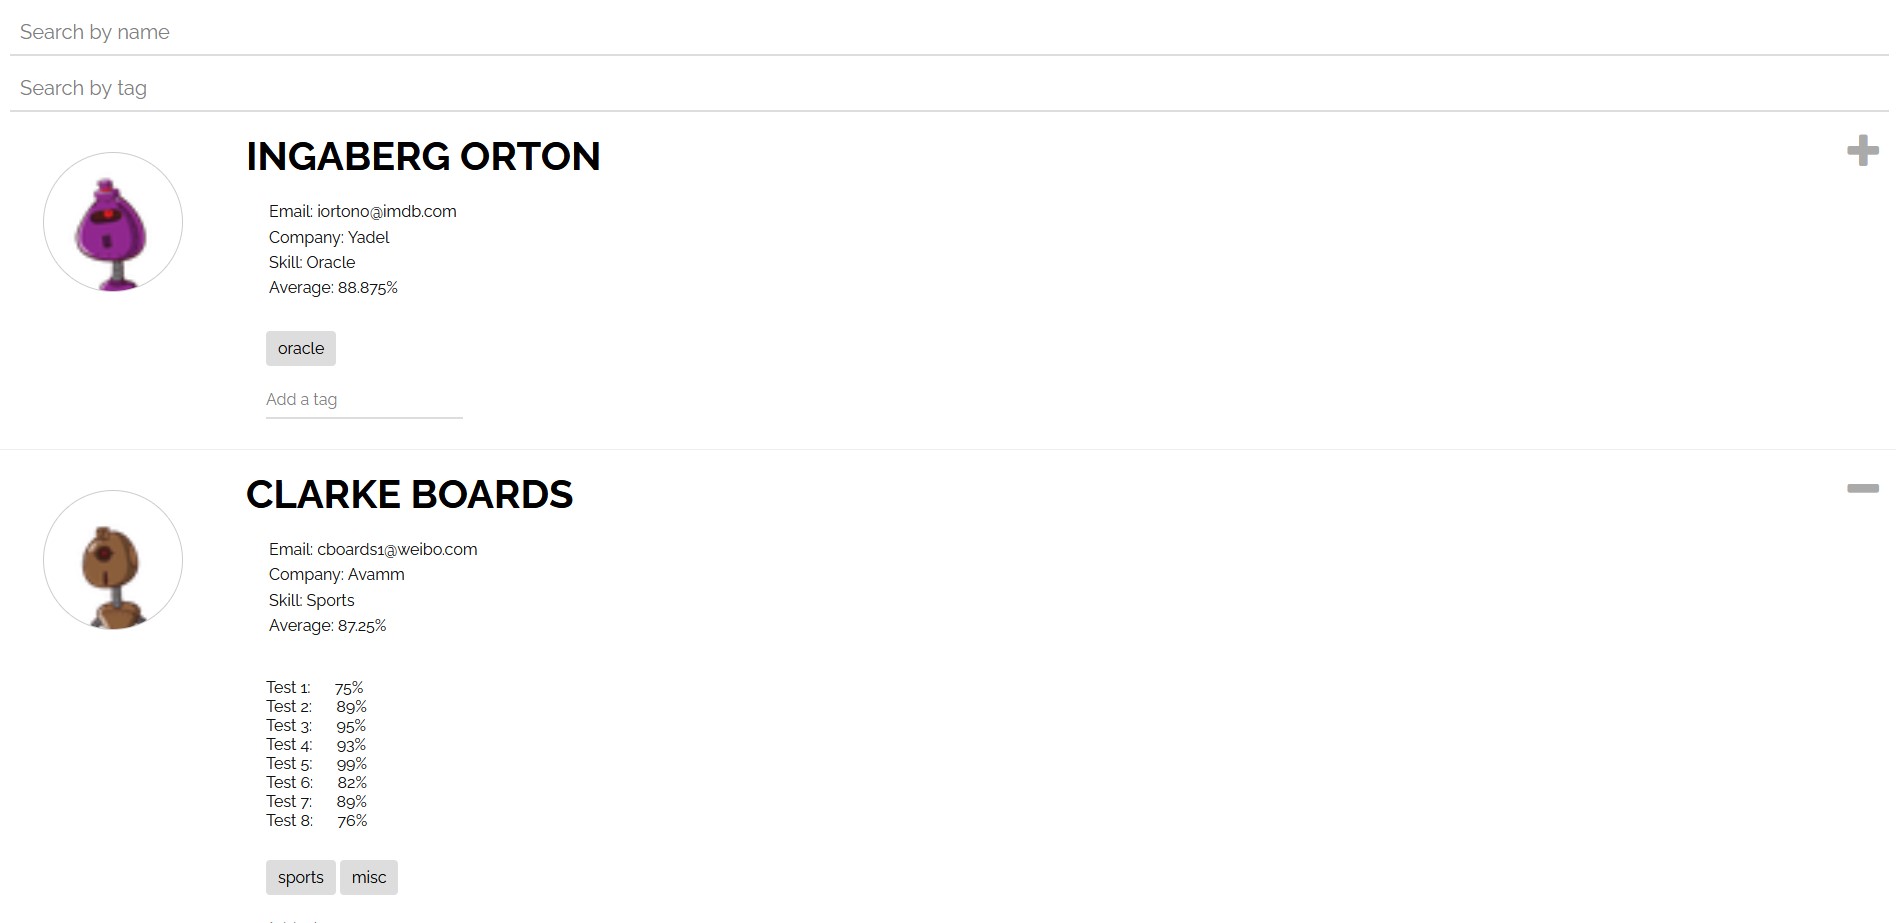 Search by name
Search by tag
INGABERG ORTON
Email: iorton0@imdb.com
Company: Yadel
Skill: Oracle
Average: 88.875%
oracle
Add a tag
CLARKE BOARDS
Email: cboards1@weibo.com
Company: Avamm
Skill: Sports
Average: 87.25%
Test 1: 75%
Test 2: 89%
Test 3: 95%
Test 4: 93%
Test 5: 99%
Test 6: 82%
Test 7: 89%
Test 8: 76%
sports misc